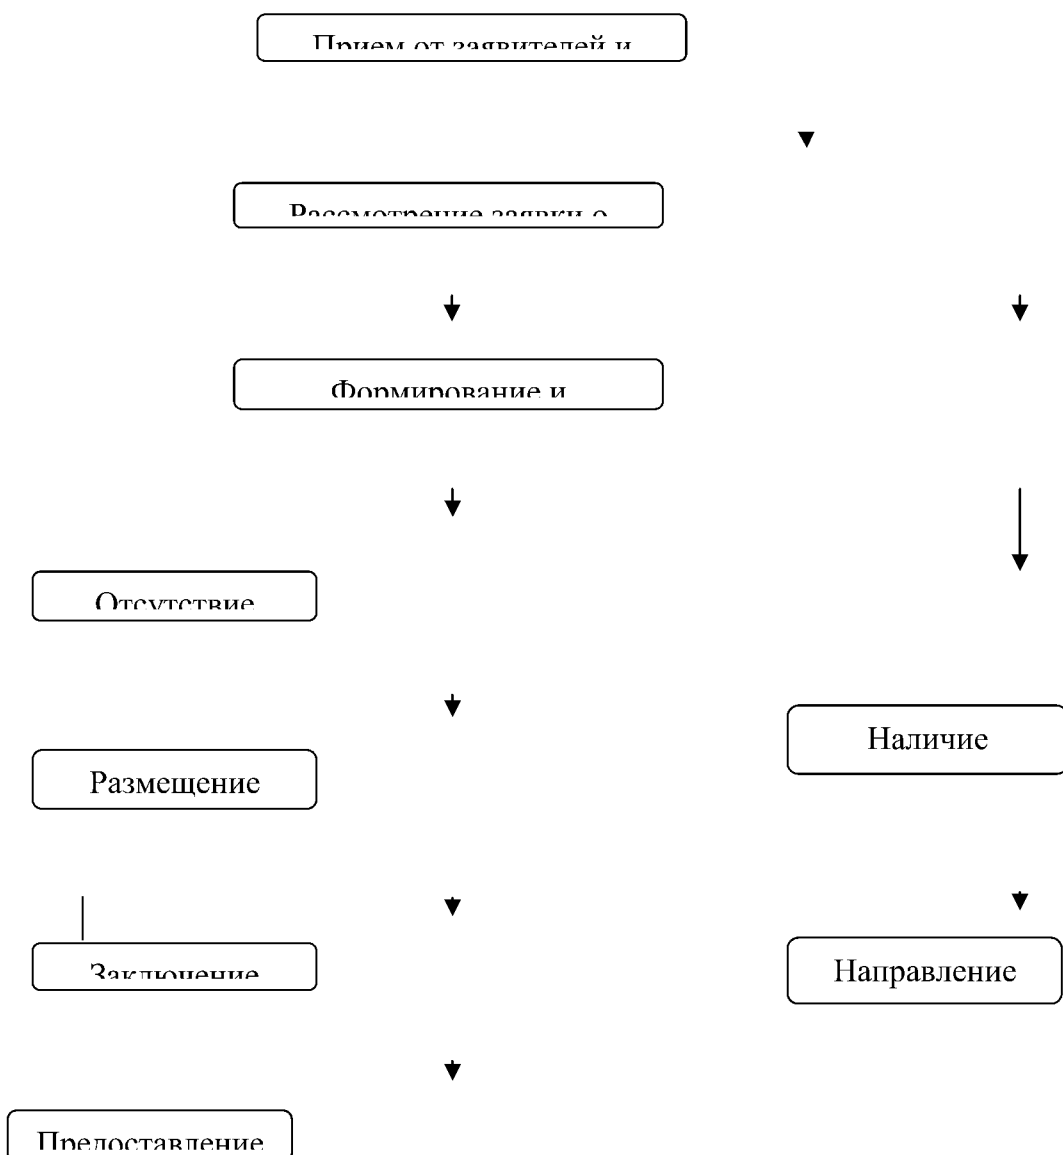 Прием от заявителей и
Рассмотрение заявки о
Формирование и
Отсутствие
Наличие
Размещение
Заключение
Направление
Предоставление